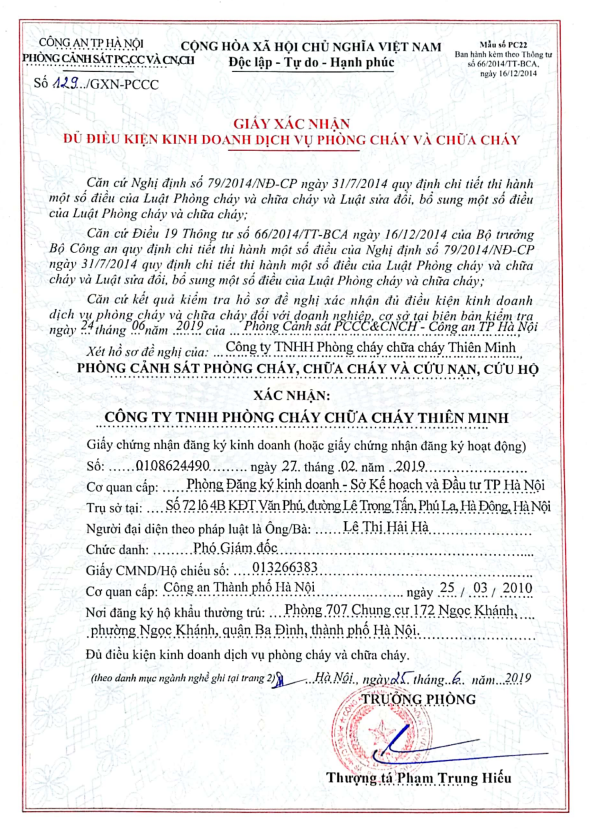 CÔNG AN TP HÀ NỘI
PHÒNG CẢNH SÁT PC,CC VÀ CN,CH
Số 129../GXN-PCCC
CỘNG HÒA XÃ HỘI CHỦ NGHĨA VIỆT NAM
Độc lập - Tự do - Hạnh phúc
Mẫu số PC22
Ban hành kèm theo Thông tư
số 66/2014/TT-BCA,
ngày 16/12/2014
GIẤY XÁC NHẬN
ĐỦ ĐIỀU KIỆN KINH DOANH DỊCH VỤ PHÒNG CHÁY VÀ CHỮA CHÁY
Căn cứ Nghị định số 79/2014/NĐ-CP ngày 31/7/2014 quy định chi tiết thi hành
một số điều của Luật Phòng cháy và chữa cháy và Luật sửa đổi, bổ sung một số điều
của Luật Phòng cháy và chữa cháy;
Căn cứ Điều 19 Thông tư số 66/2014/TT-BCA ngày 16/12/2014 của Bộ trưởng
Bộ Công an quy định chi tiết thi hành một số điều của Nghị định số 79/2014/NĐ-CP
ngày 31/7/2014 quy định chi tiết thi hành một số điều của Luật Phòng cháy và chữa
cháy và Luật sửa đổi, bổ sung một số điều của Luật Phòng cháy và chữa cháy;
Căn cứ kết quả kiểm tra hồ sơ đề nghị xác nhận đủ điều kiện kinh doanh
dịch vụ phòng cháy và chữa cháy đối với doanh nghiệp, cơ sở tại biên bản kiểm tra
ngày 24 tháng 06 năm 2019 của Phòng Cảnh sát PCCC&CNCH - Công an TP Hà Nội
Xét hồ sơ đề nghị của: Công ty TNHH Phòng cháy chữa cháy Thiên Minh
PHÒNG CẢNH SÁT PHÒNG CHÁY, CHỮA CHÁY VÀ CỨU NẠN, CỨU HỘ
XÁC NHẬN:
CÔNG TY TNHH PHÒNG CHÁY CHỮA CHÁY THIÊN MINH
Giấy chứng nhận đăng ký kinh doanh (hoặc giấy chứng nhận đăng ký hoạt động)
Số: 0108624490 ngày 27 tháng 02 năm 2019
Cơ quan cấp: Phòng Đăng ký kinh doanh - Sở Kế hoạch và Đầu tư TP Hà Nội
Trụ sở tại: Số 72 lô 4B KĐT Văn Phú, đường Lê Trọng Tấn, Phú La, Hà Đông, Hà Nội
Người đại diện theo pháp luật là Ông/Bà: Lê Thị Hải Hà
Chức danh: Phó Giám đốc
Giấy CMND/Hộ chiếu số: 013266383
Cơ quan cấp: Công an Thành phố Hà Nội ngày 25 / 03 / 2010
Nơi đăng ký hộ khẩu thường trú: Phòng 707 Chung cư 172 Ngọc Khánh,
phường Ngọc Khánh, quận Ba Đình, thành phố Hà Nội.
Đủ điều kiện kinh doanh dịch vụ phòng cháy và chữa cháy.
(theo danh mục ngành nghề ghi tại trang 2) Hà Nội, ngày 25 tháng 6 năm 2019
TRƯỞNG PHÒNG
Thượng tá Phạm Trung Hiếu